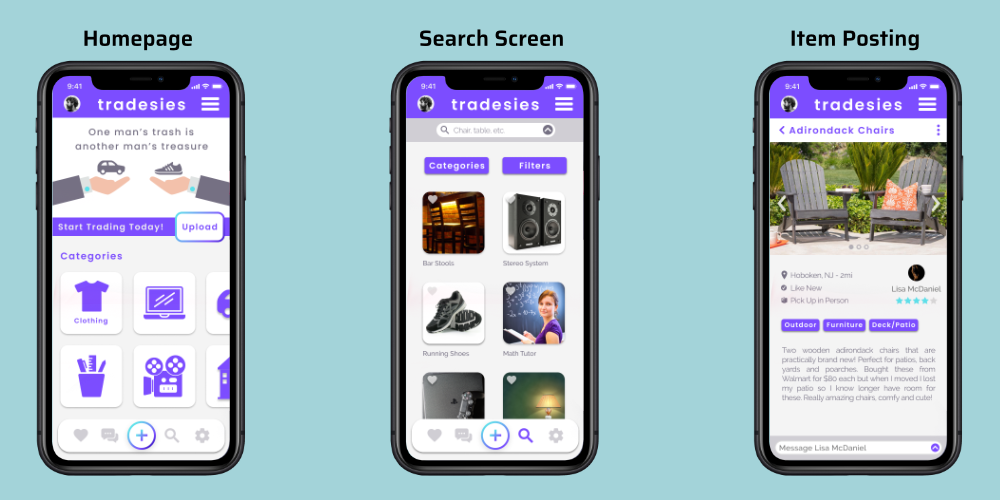 Homepage
9:41
tradesies
One man's trash is
another man's treasure
Start Trading Today!
Upload
Categories
Clothing
Search Screen
9:41
tradesies
Chair, table, etc.
Categories
Filters
Bar Stools
Stereo System
Running Shoes
Math Tutor
Item Posting
9:41
tradesies
Adirondack Chairs
Hoboken, NJ - 2mi
Like New
Pick Up in Person
Lisa McDaniel
Outdoor
Furniture
Deck/Patio
Two wooden adirondack chairs that are
practically brand new! Perfect for patios, back
yards and poarches. Bought these from
Walmart for $80 each but when I moved I lost
my patio so I know longer have room for
these. Really amazing chairs, comfy and cute!
Message Lisa McDaniel